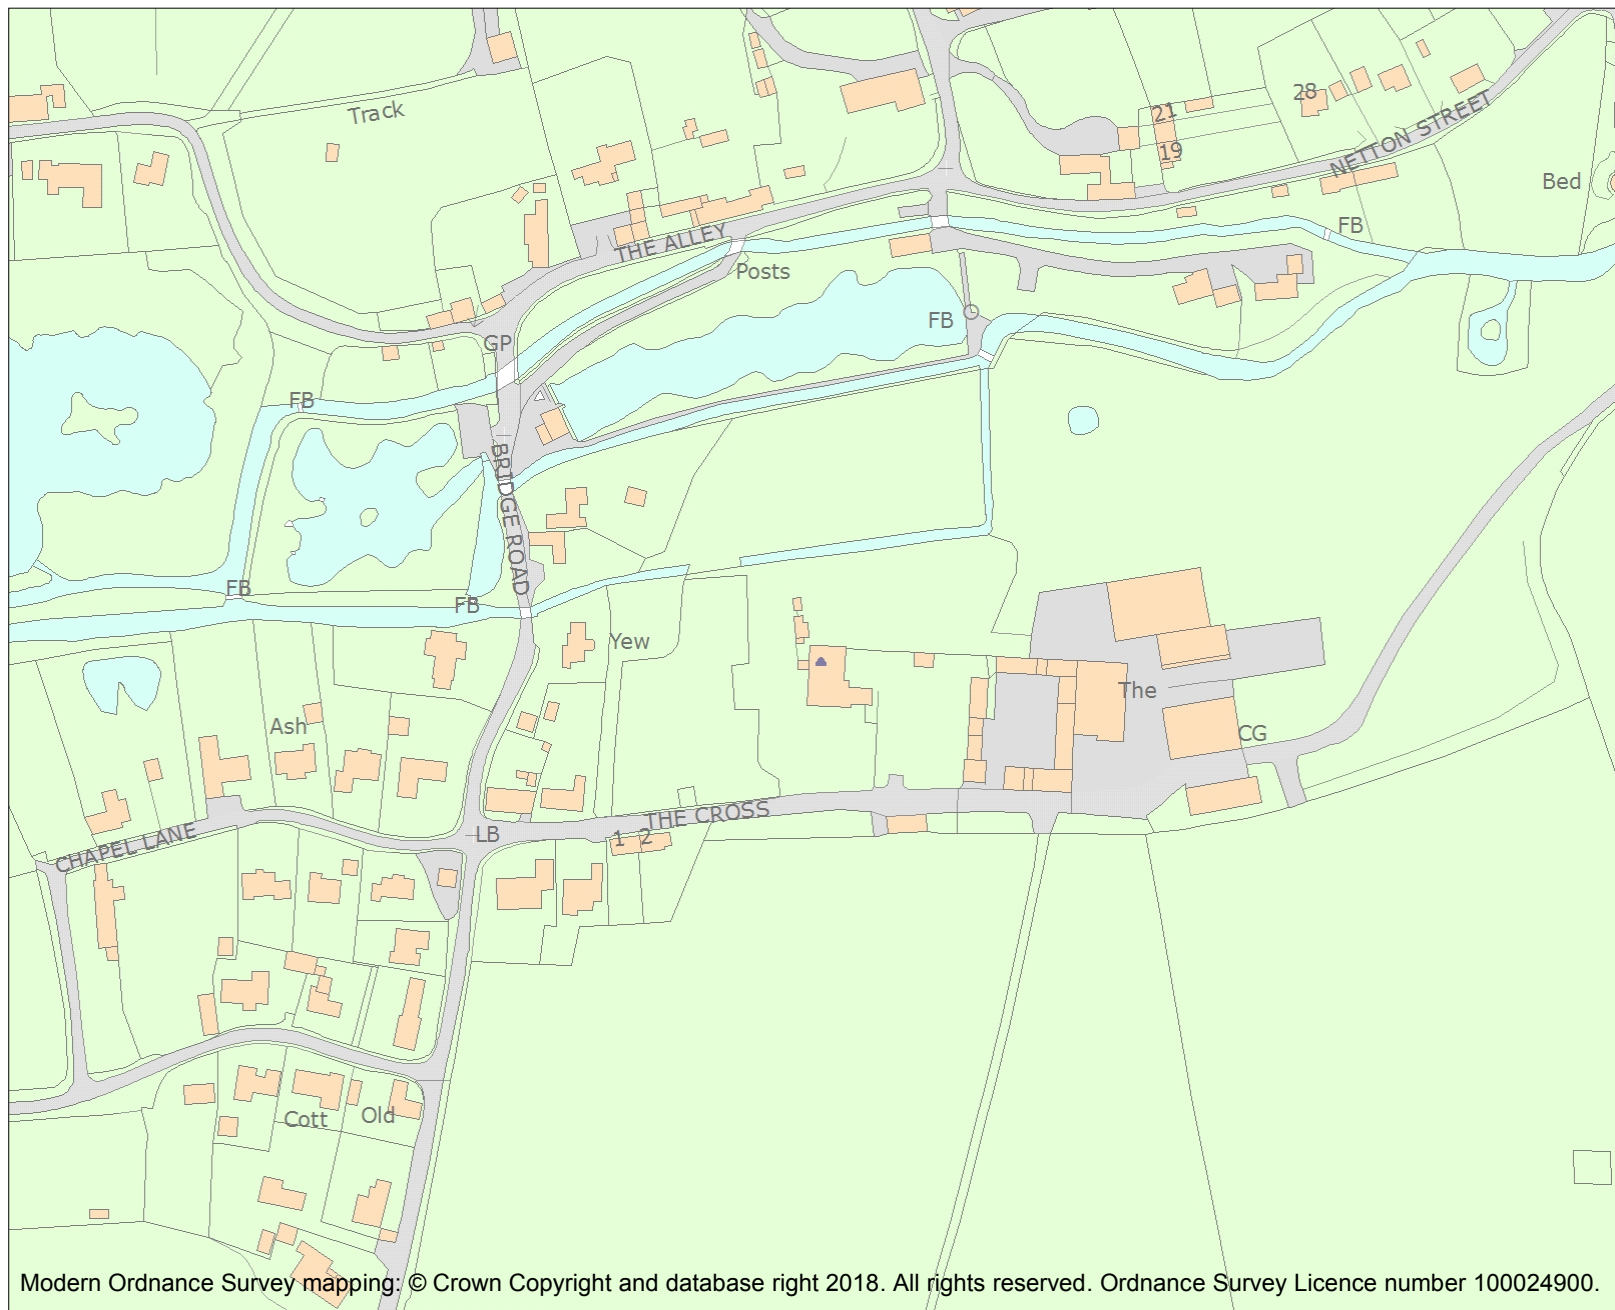 Track
21
28
19
NETTON STREET
Bed
THE ALLEY
FB
Posts
FB
GP
FB
BRIDGE ROAD
FB
FB
Yew
The
Ash
CG
THE CROSS
LB
1 2
CHAPEL LANE
Cott
Old
Modern Ordnance Survey mapping: © Crown Copyright and database right 2018. All rights reserved. Ordnance Survey Licence number 100024900.